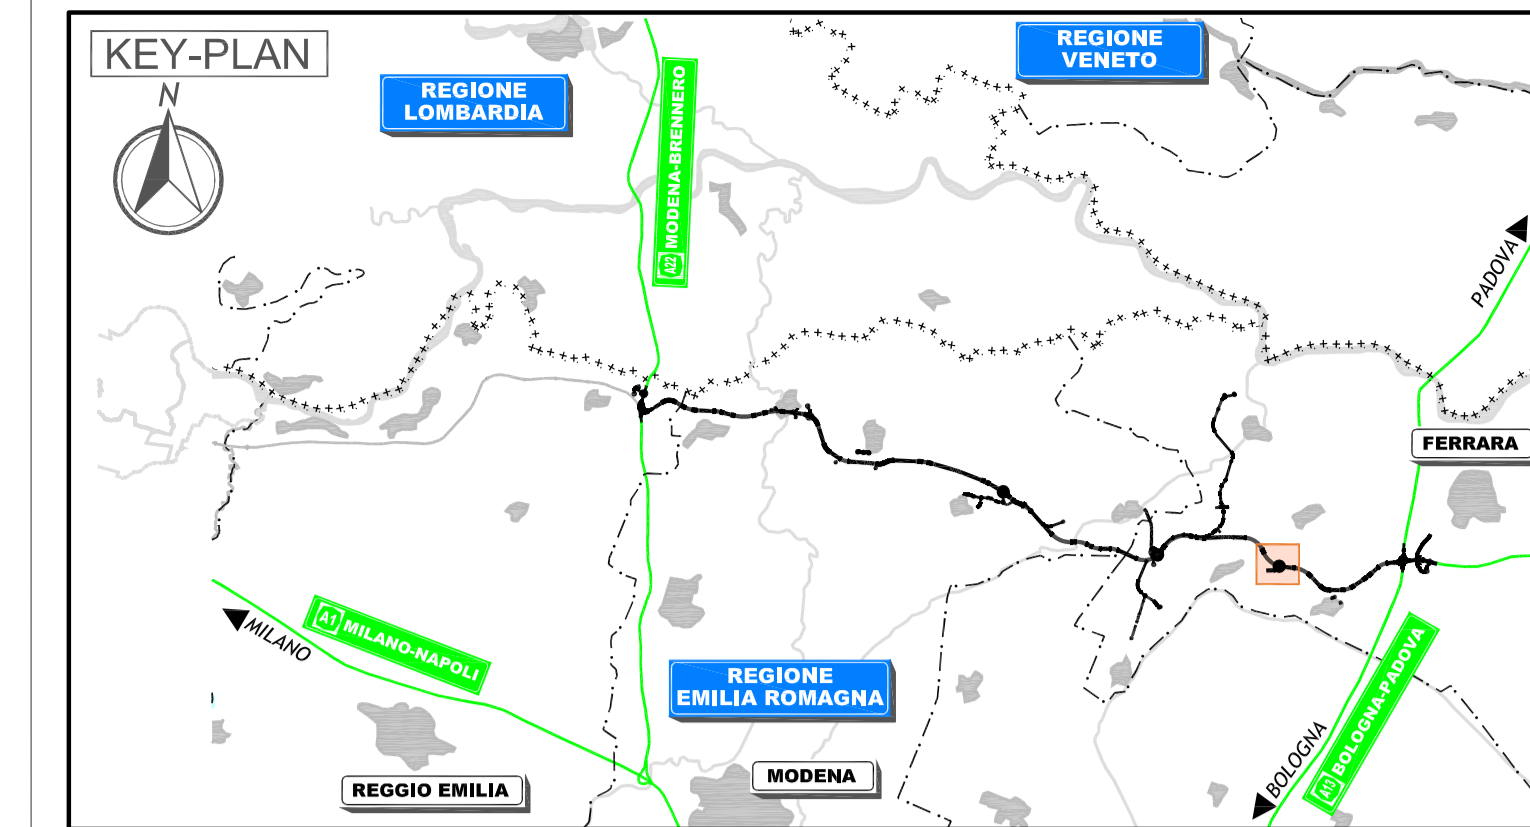 KEY-PLAN
N
REGIONE
LOMBARDIA
A22 MODENA-BRENNERO
REGIONE
VENETO
PADOVA
FERRARA
MILANO
A1 MILANO-NAPOLI
REGIONE
EMILIA ROMAGNA
REGGIO EMILIA
MODENA
BOLOGNA
A13 BOLOGNA-PADOVA